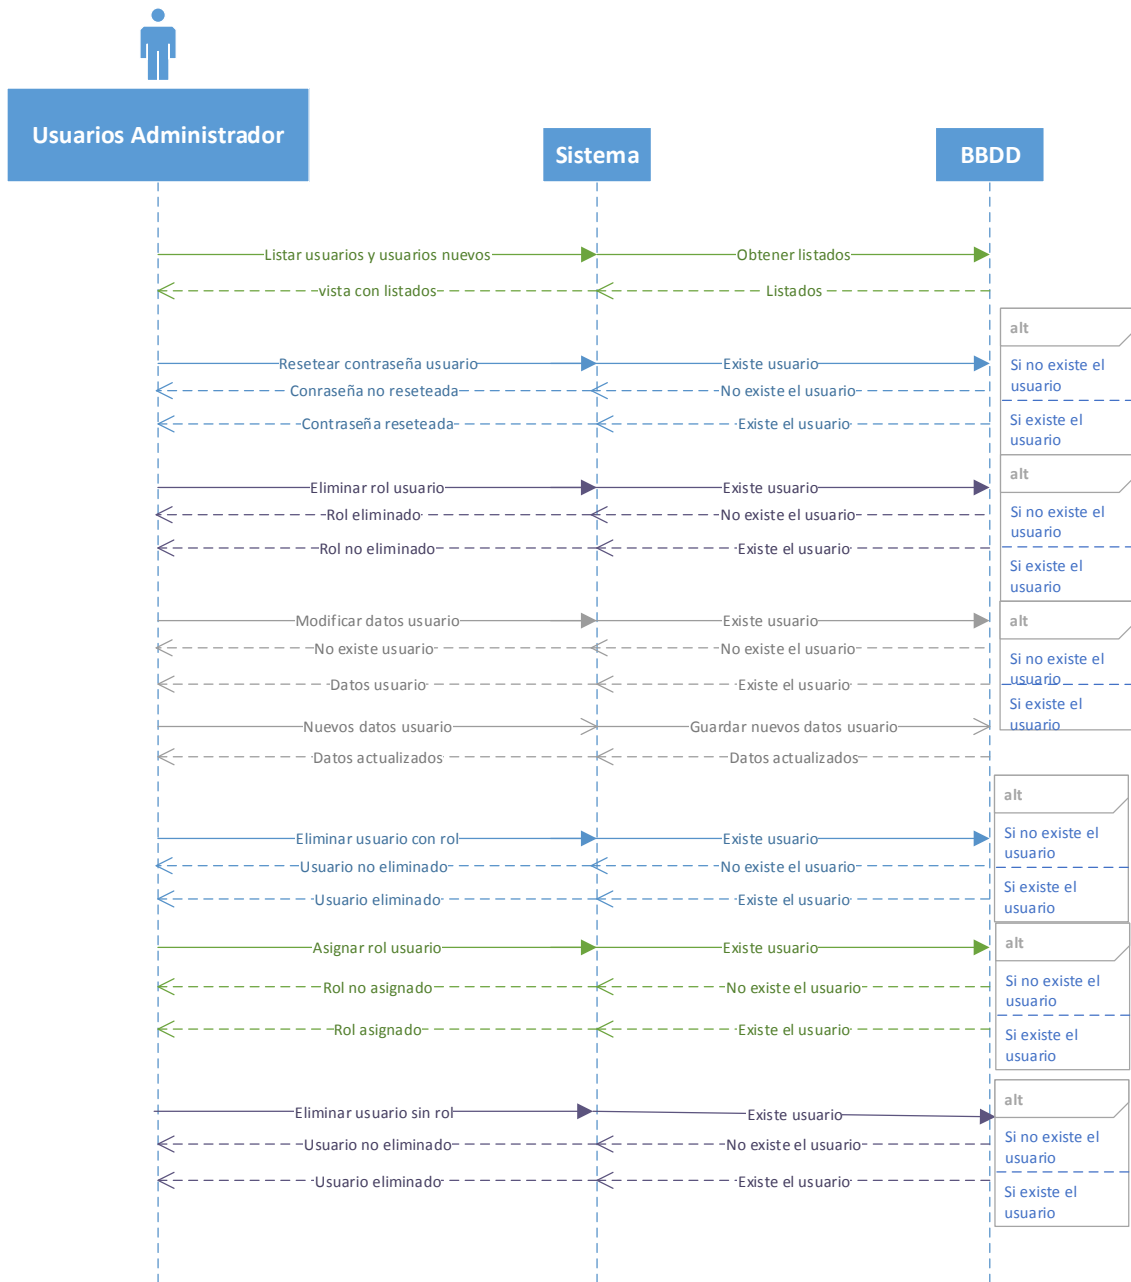 Usuarios Administrador
Sistema
BBDD
Listar usuarios y usuarios nuevos
Obtener listados
vista con listados
Listados
alt
Resetear contraseña usuario
Existe usuario
Si no existe el
usuario
Conraseña no reseteada
No existe el usuario
Contraseña reseteada
Existe el usuario
Si existe el
usuario
alt
Eliminar rol usuario
Existe usuario
Rol eliminado
No existe el usuario
Si no existe el
usuario
Rol no eliminado
Existe el usuario
Si existe el
usuario
alt
Modificar datos usuario
Existe usuario
No existe usuario
No existe el usuario
Si no existe el
usuario
Datos usuario
Existe el usuario
Si existe el
usuario
Nuevos datos usuario
Guardar nuevos datos usuario
Datos actualizados
Datos actualizados
alt
Eliminar usuario con rol
Existe usuario
Si no existe el
usuario
Usuario no eliminado
No existe el usuario
Usuario eliminado
Existe el usuario
Si existe el
usuario
alt
Asignar rol usuario
Existe usuario
Rol no asignado
No existe el usuario
Si no existe el
usuario
Rol asignado
Existe el usuario
Si existe el
usuario
alt
Eliminar usuario sin rol
Existe usuario
Usuario no eliminado
No existe el usuario
Si no existe el
usuario
Usuario eliminado
Existe el usuario
Si existe el
usuario